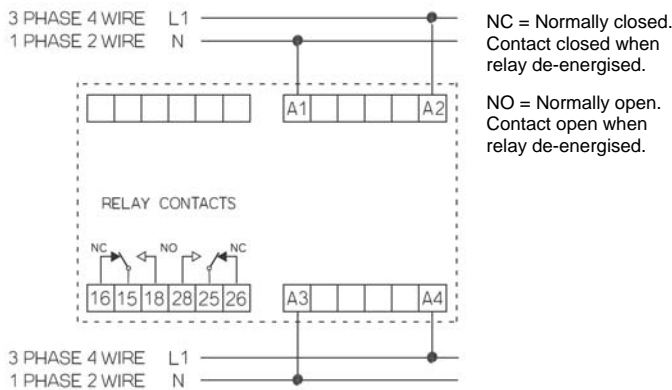 3 PHASE 4 WIRE L1
1 PHASE 2 WIRE N
NC = Normally closed.
Contact closed when
relay de-energised.
NO = Normally open.
Contact open when
relay de-energised.
A1 A2
RELAY CONTACTS
NC NO NC
16 15 18 28 25 26 A3 A4
3 PHASE 4 WIRE L1
1 PHASE 2 WIRE N